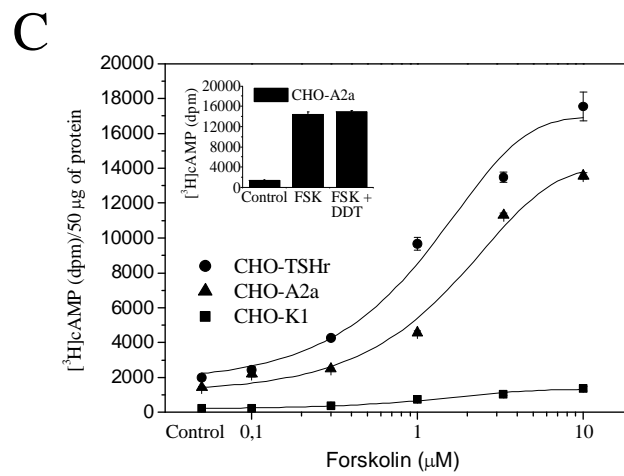 C
[³H]cAMP (dpm)/50 μg of protein
20000
18000
16000
14000
12000
10000
8000
6000
4000
2000
0
[³H]cAMP (dpm)
20000
16000
12000
8000
4000
0
CHO-A2a
Control FSK FSK +
DDT
CHO-TSHr
CHO-A2a
CHO-K1
Control 0,1 1 10
Forskolin (μM)